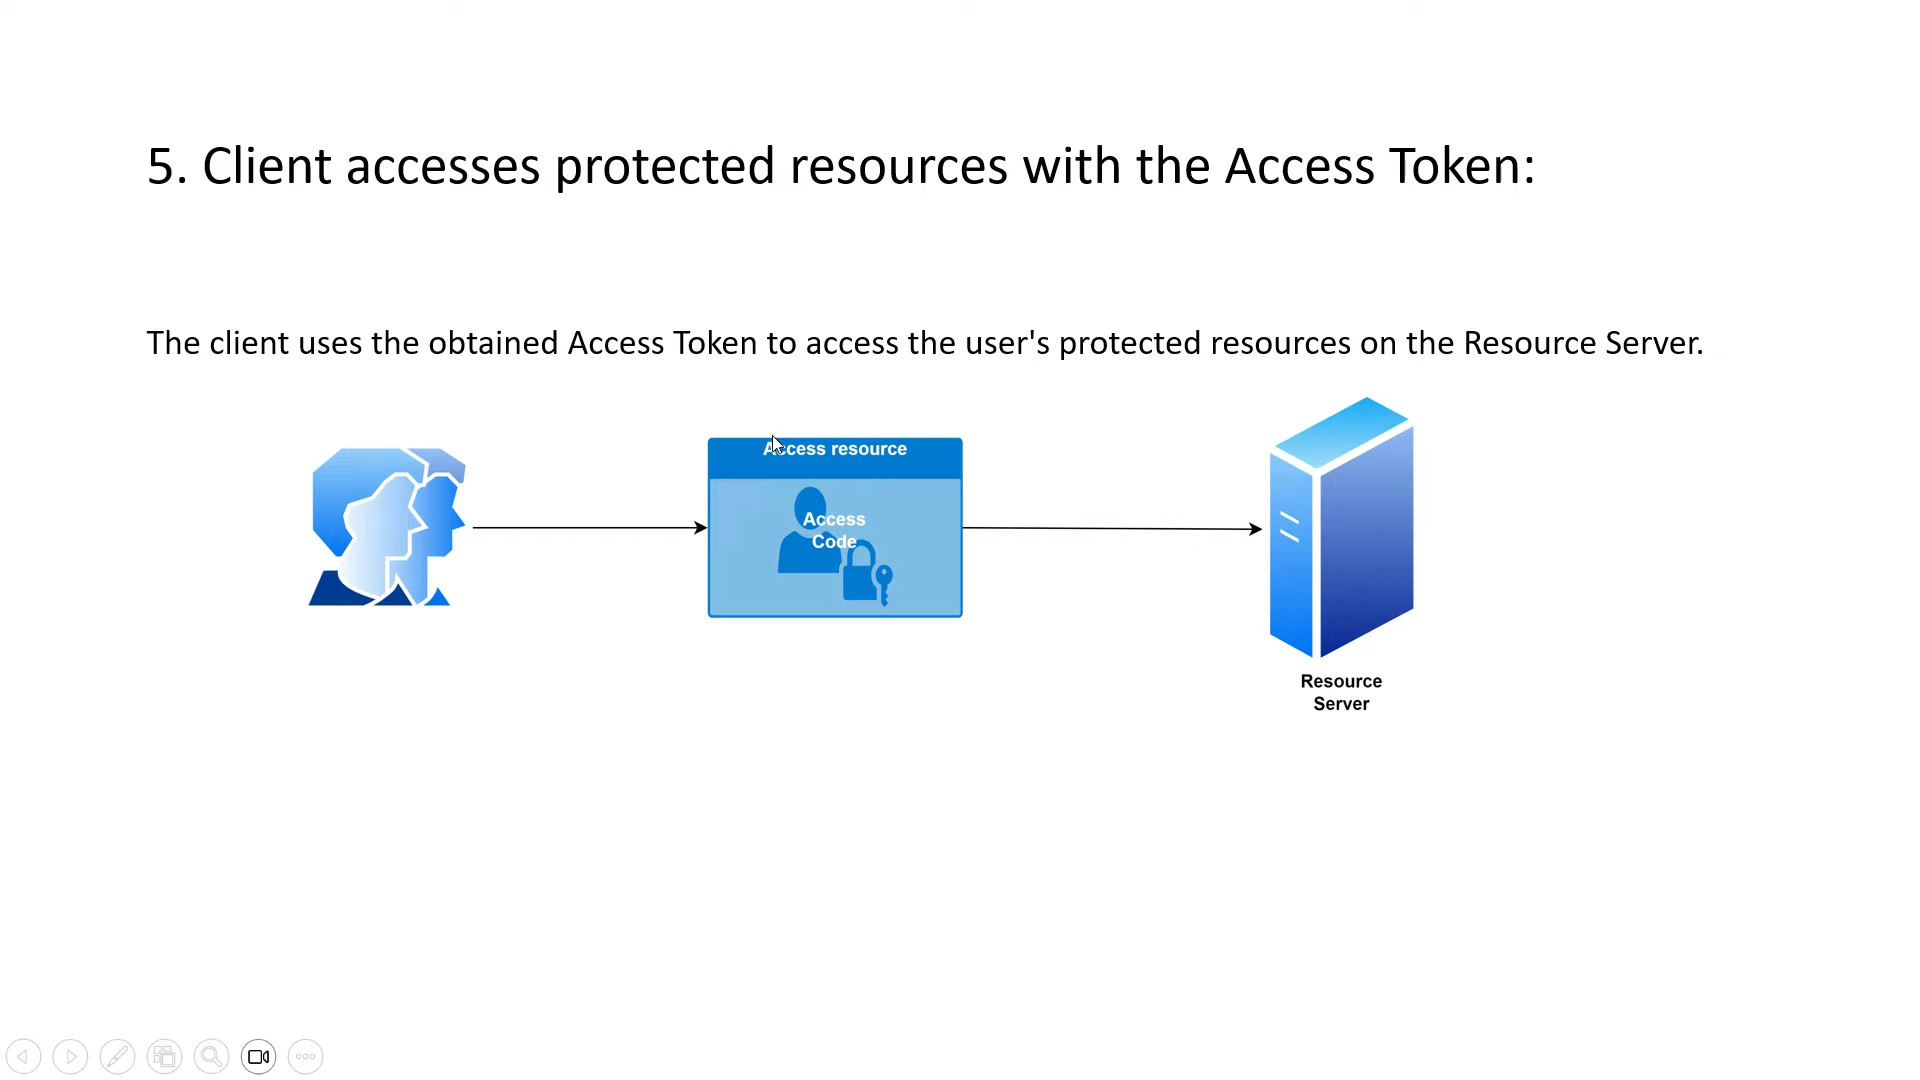 5. Client accesses protected resources with the Access Token:
The client uses the obtained Access Token to access the user's protected resources on the Resource Server.
Access resource
Access
Code
Resource
Server